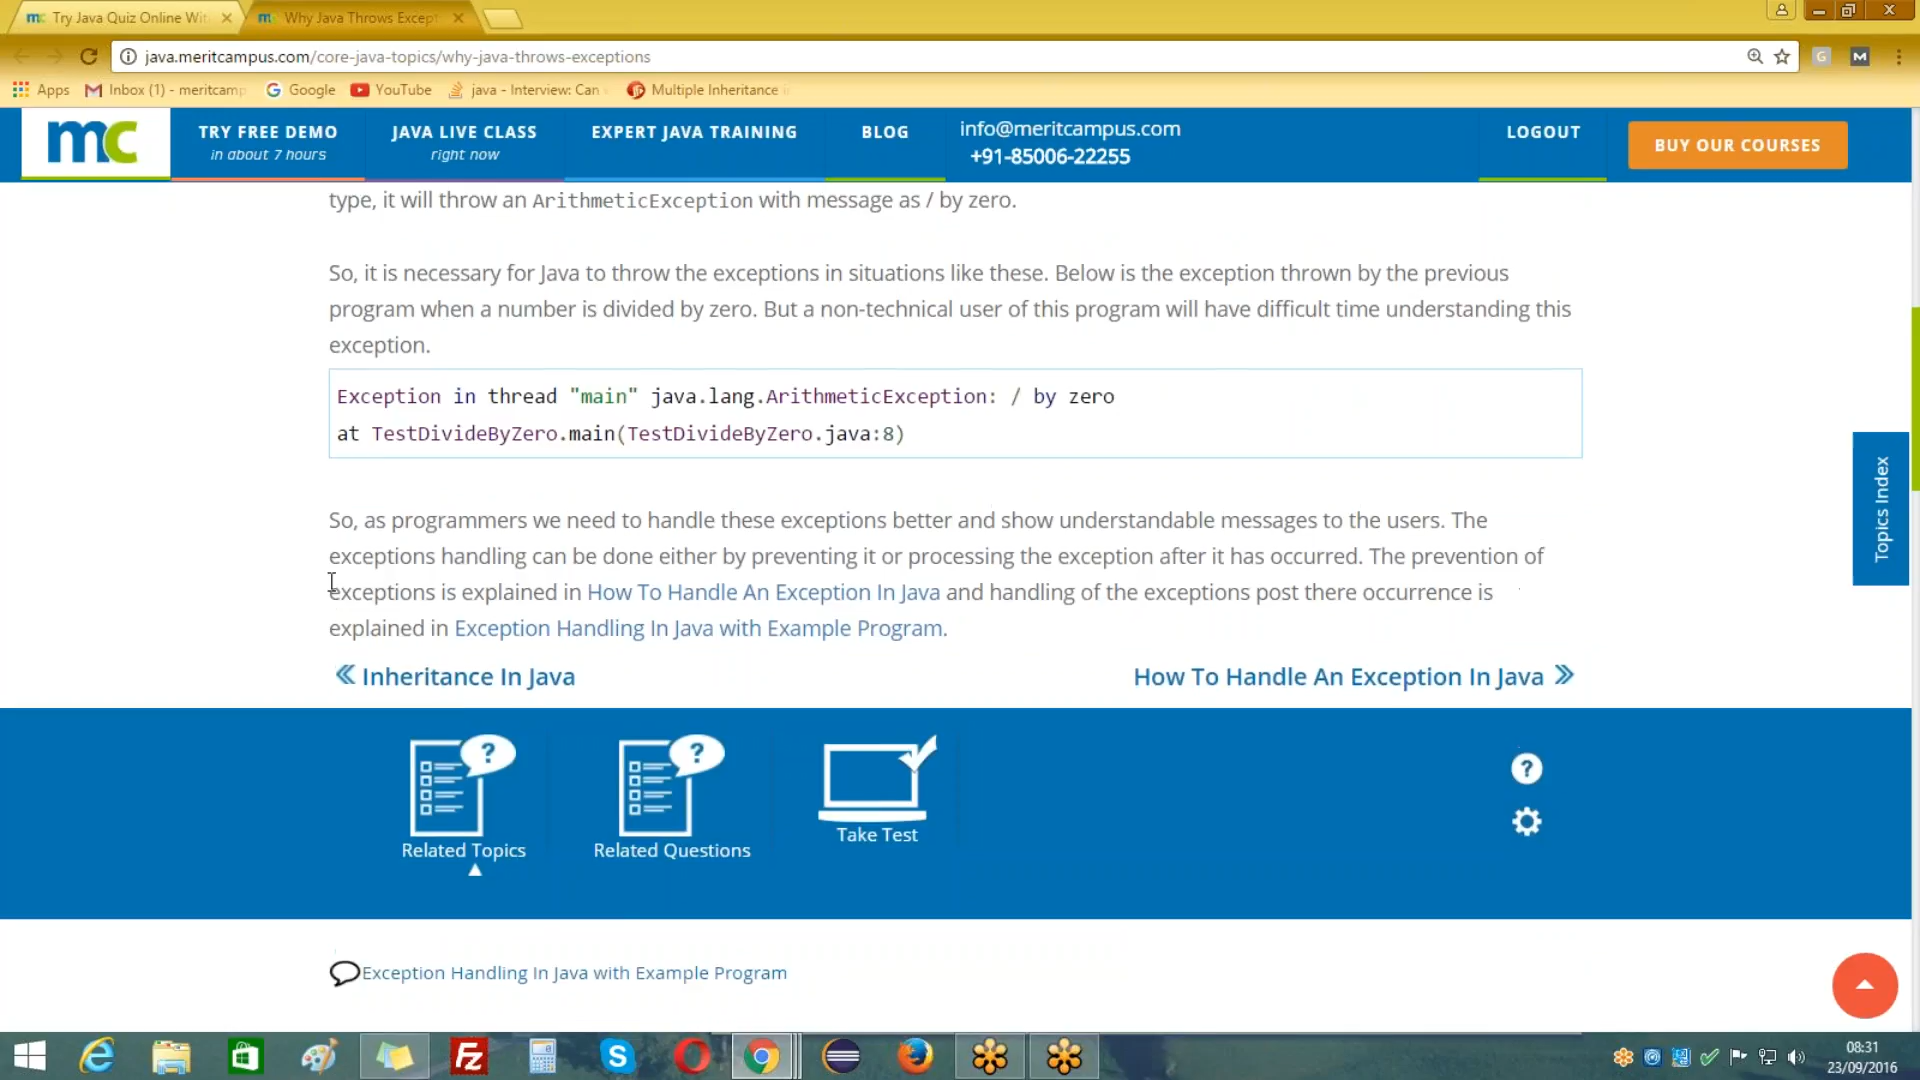 Try Java Quiz Online Wit
Why Java Throws Except
java.meritcampus.com/core-java-topics/why-java-throws-exceptions
G
M
Apps
Inbox (1) - meritcamp
Google
YouTube
java - Interview: Can
Multiple Inheritance i
mc
TRY FREE DEMO
in about 7 hours
JAVA LIVE CLASS
right now
EXPERT JAVA TRAINING
BLOG
info@meritcampus.com
+91-85006-22255
LOGOUT
BUY OUR COURSES
type, it will throw an ArithmeticException with message as / by zero.
So, it is necessary for Java to throw the exceptions in situations like these. Below is the exception thrown by the previous
program when a number is divided by zero. But a non-technical user of this program will have difficult time understanding this
exception.
Exception in thread "main" java.lang.ArithmeticException: / by zero
at TestDivideByZero.main(TestDivideByZero.java:8)
Topics Index
So, as programmers we need to handle these exceptions better and show understandable messages to the users. The
exceptions handling can be done either by preventing it or processing the exception after it has occurred. The prevention of
exceptions is explained in How To Handle An Exception In Java and handling of the exceptions post there occurrence is
explained in Exception Handling In Java with Example Program.
Inheritance In Java
How To Handle An Exception In Java
Related Topics
Related Questions
Take Test
Exception Handling In Java with Example Program
08:31
23/09/2016